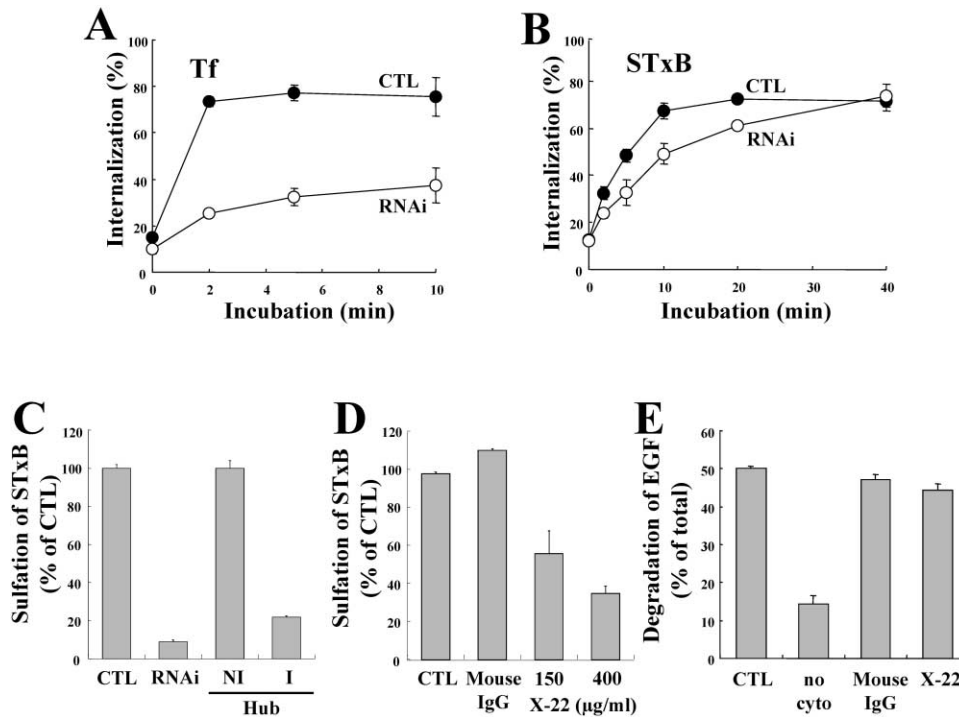 A
Tf
Internalization (%)
100
80
60
40
20
0
CTL
RNAi
0 2 4 6 8 10
Incubation (min)
B
STxB
Internalization (%)
100
80
60
40
20
0
CTL
RNAi
0 10 20 30 40
Incubation (min)
C
Sulfation of STxB
(% of CTL)
120
100
80
60
40
20
0
CTL RNAi NI I
Hub
D
Sulfation of STxB
(% of CTL)
120
100
80
60
40
20
0
CTL Mouse 150 400
IgG X-22 (µg/ml)
E
Degradation of EGF
(% of total)
60
50
40
30
20
10
0
CTL no Mouse X-22
cyto IgG